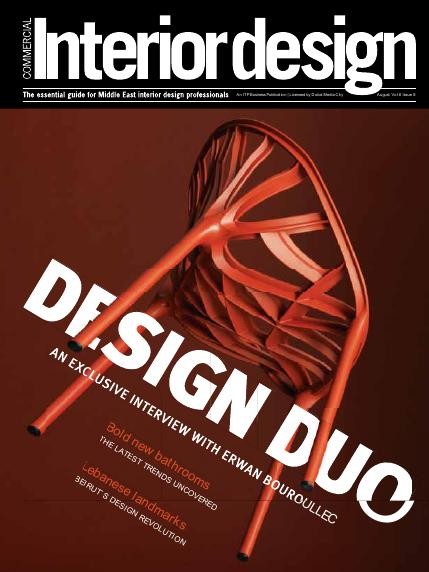 COMMERCIAL
Interior design
The essential guide for Middle East interior design professionals
An ITP Business Publication | Licensed by Dubai Media City
August Vol 6 Issue 8
DESIGN DUO
AN EXCLUSIVE INTERVIEW WITH ERWAN BOUROULLEC
Bold new bathrooms
THE LATEST TRENDS UNCOVERED
Lebanese landmarks
BEIRUT'S DESIGN REVOLUTION